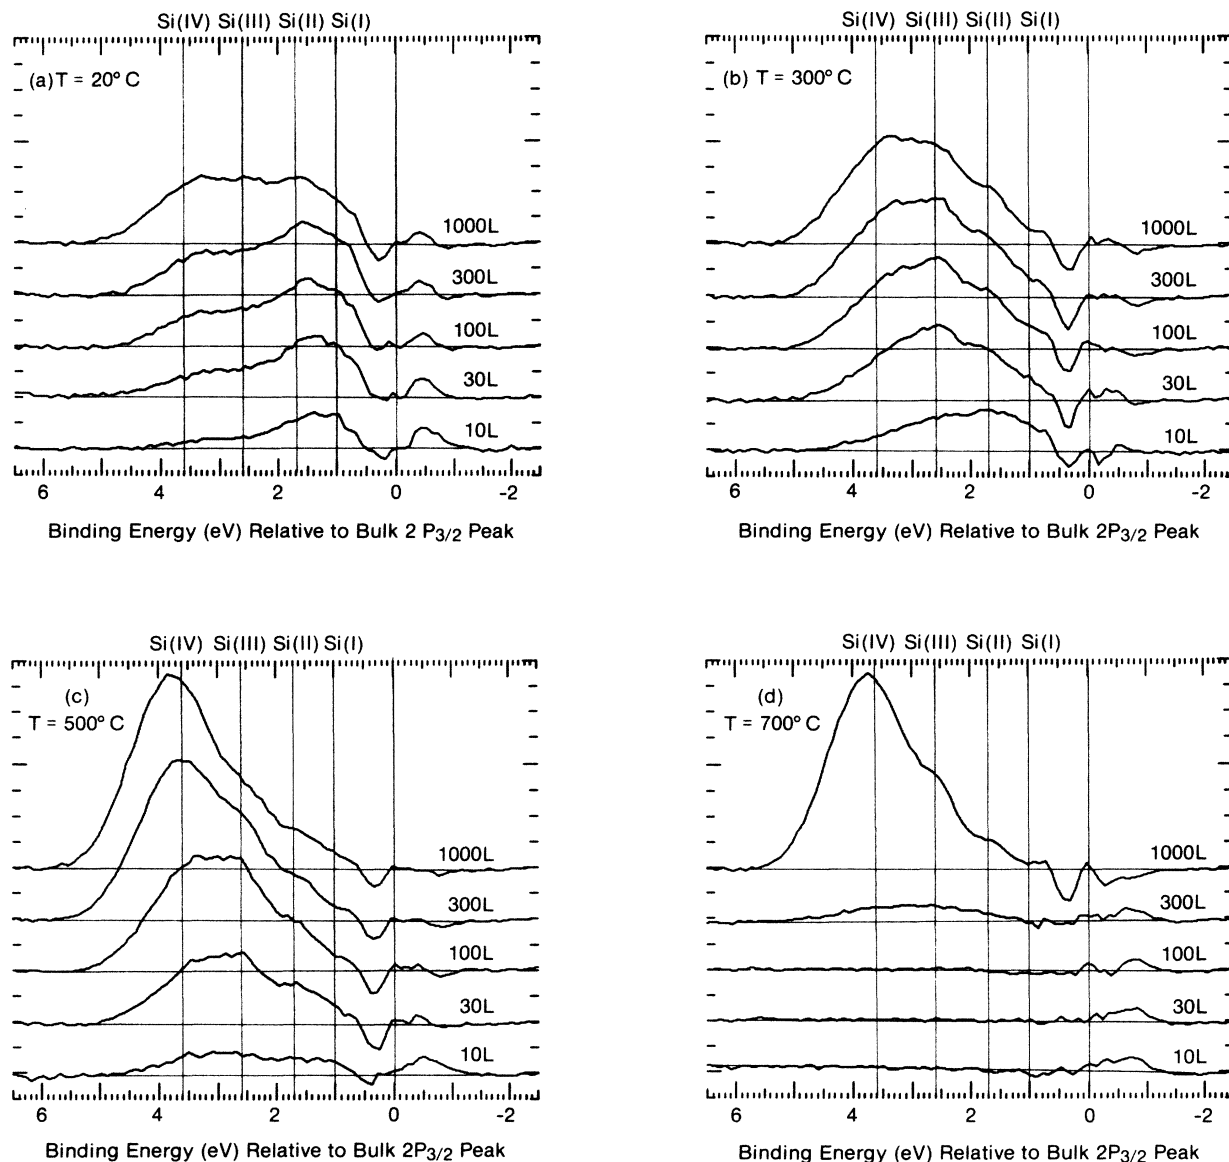 Si(IV) Si(III) Si(II) Si(I)
(a) T = 20° C
1000L
300L
100L
30L
10L
6 4 2 0 -2
Binding Energy (eV) Relative to Bulk 2 P3/2 Peak
Si(IV) Si(III) Si(II) Si(I)
(b) T = 300° C
1000L
300L
100L
30L
10L
6 4 2 0 -2
Binding Energy (eV) Relative to Bulk 2P3/2 Peak
Si(IV) Si(III) Si(II) Si(I)
(c)
T = 500° C
1000L
300L
100L
30L
10L
6 4 2 0 -2
Binding Energy (eV) Relative to Bulk 2P3/2 Peak
Si(IV) Si(III) Si(II) Si(I)
(d)
T = 700° C
1000L
300L
100L
30L
10L
6 4 2 0 -2
Binding Energy (eV) Relative to Bulk 2P3/2 Peak